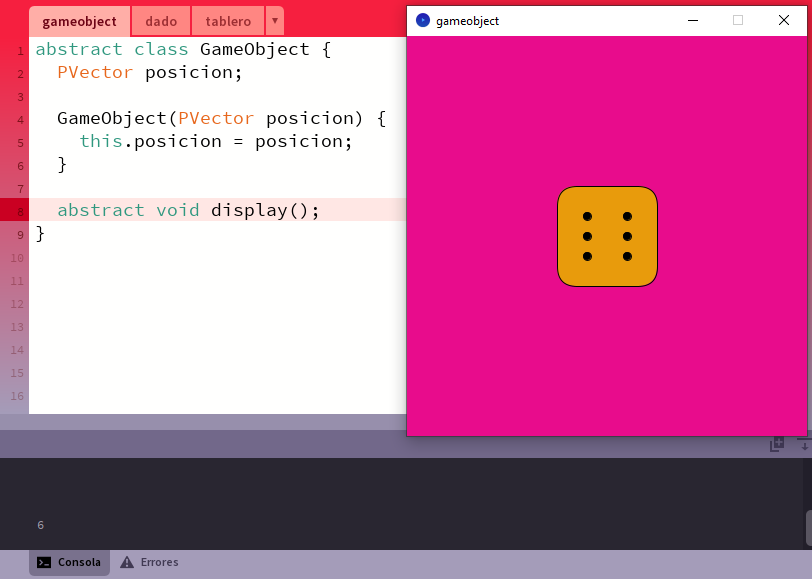 gameobject dado tablero ▼
gameobject
1 abstract class GameObject {
2 PVector posicion;
3
4 GameObject(PVector posicion) {
5 this.posicion = posicion;
6 }
7
8 abstract void display();
9 }
10
11
12
13
14
15
16
6
Consola Errores